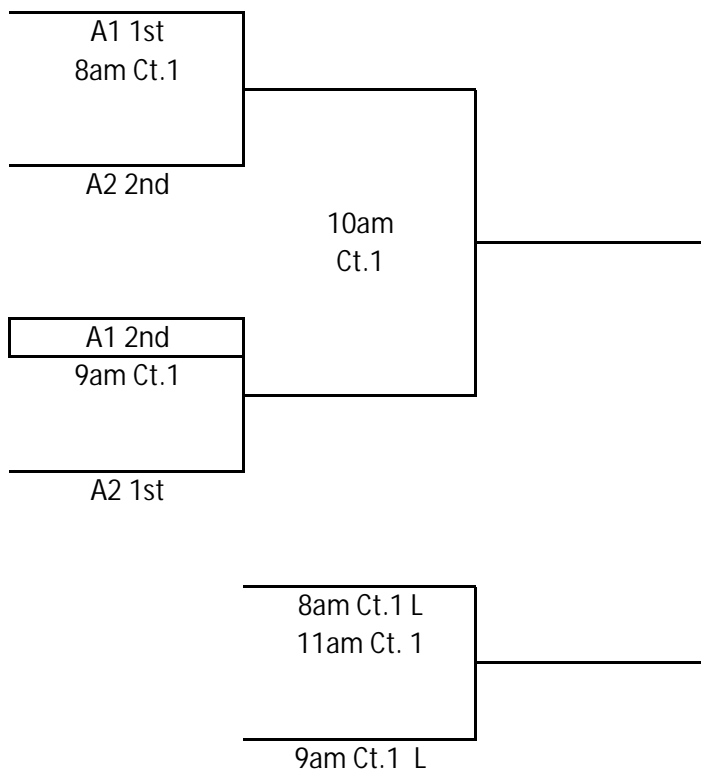 A1 1st
8am Ct.1
A2 2nd
10am
Ct.1
A1 2nd
9am Ct.1
A2 1st
8am Ct.1 L
11am Ct. 1
9am Ct.1  L